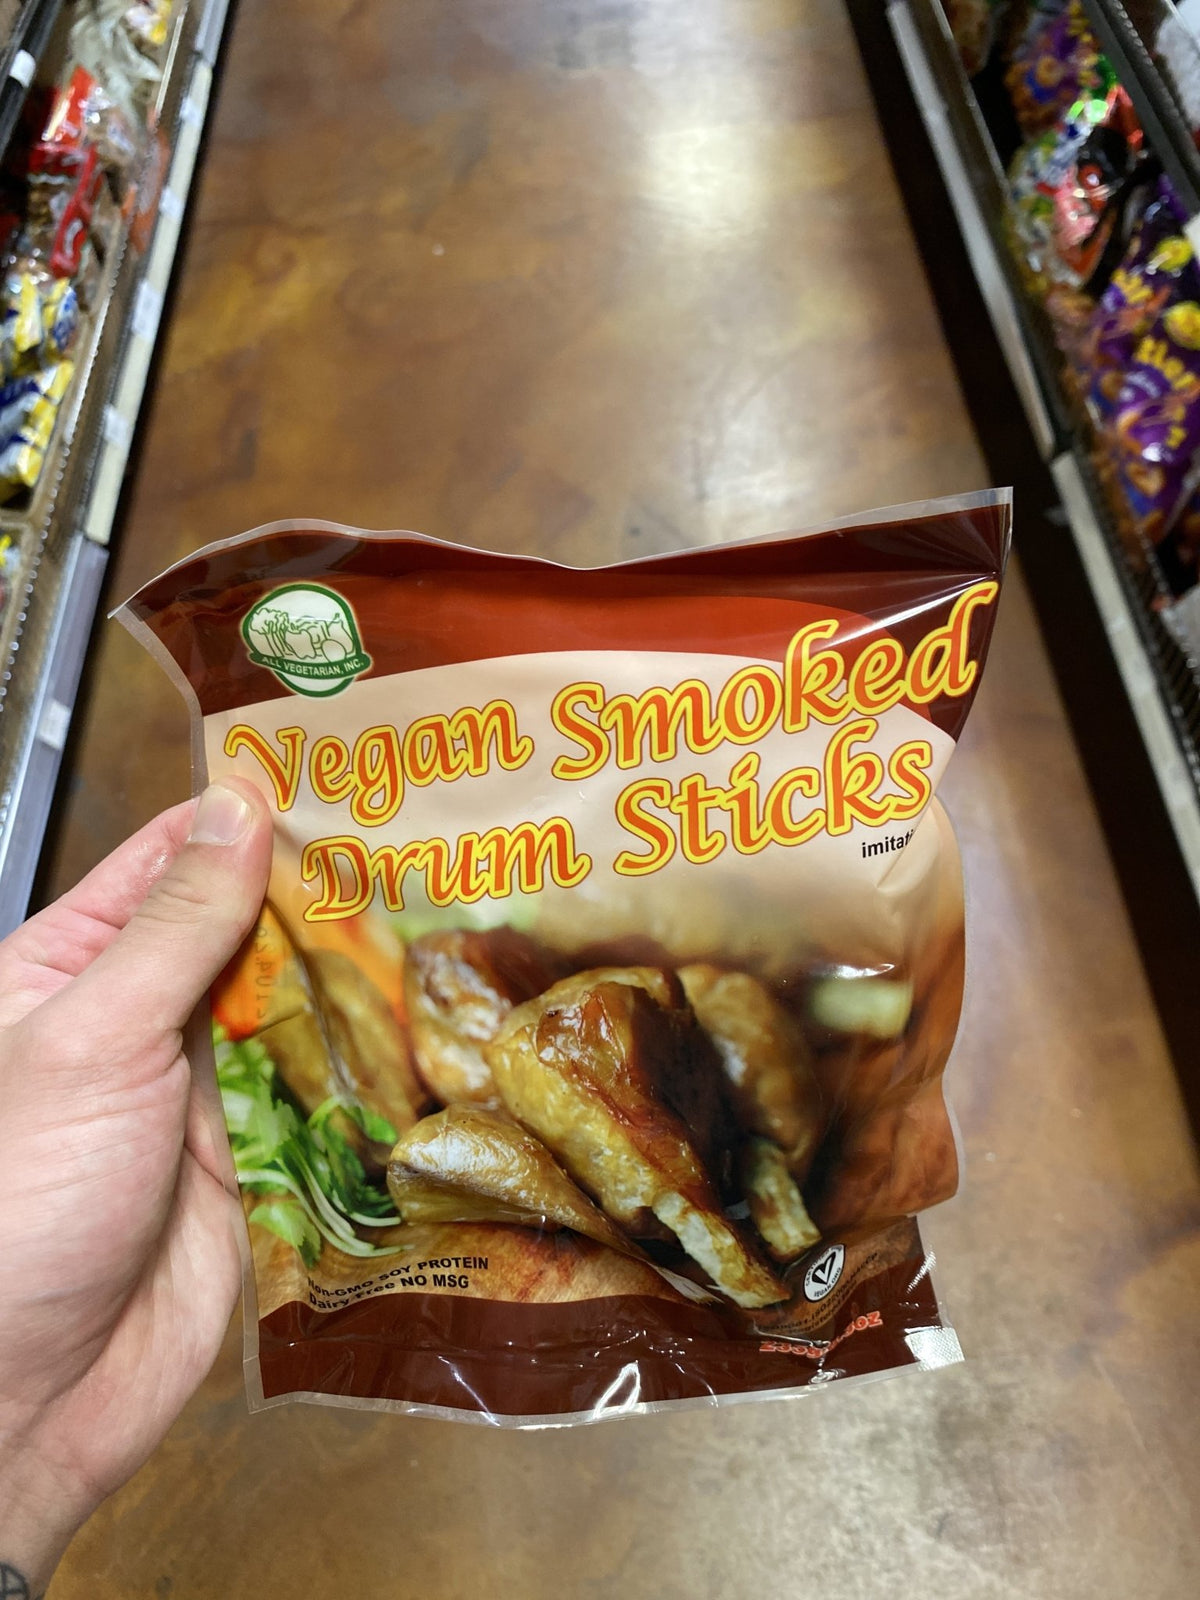 ALL VEGETARIAN, INC.
Vegan Smoked
Drum Sticks
Non-GMO SOY PROTEIN
Dairy Free NO MSG